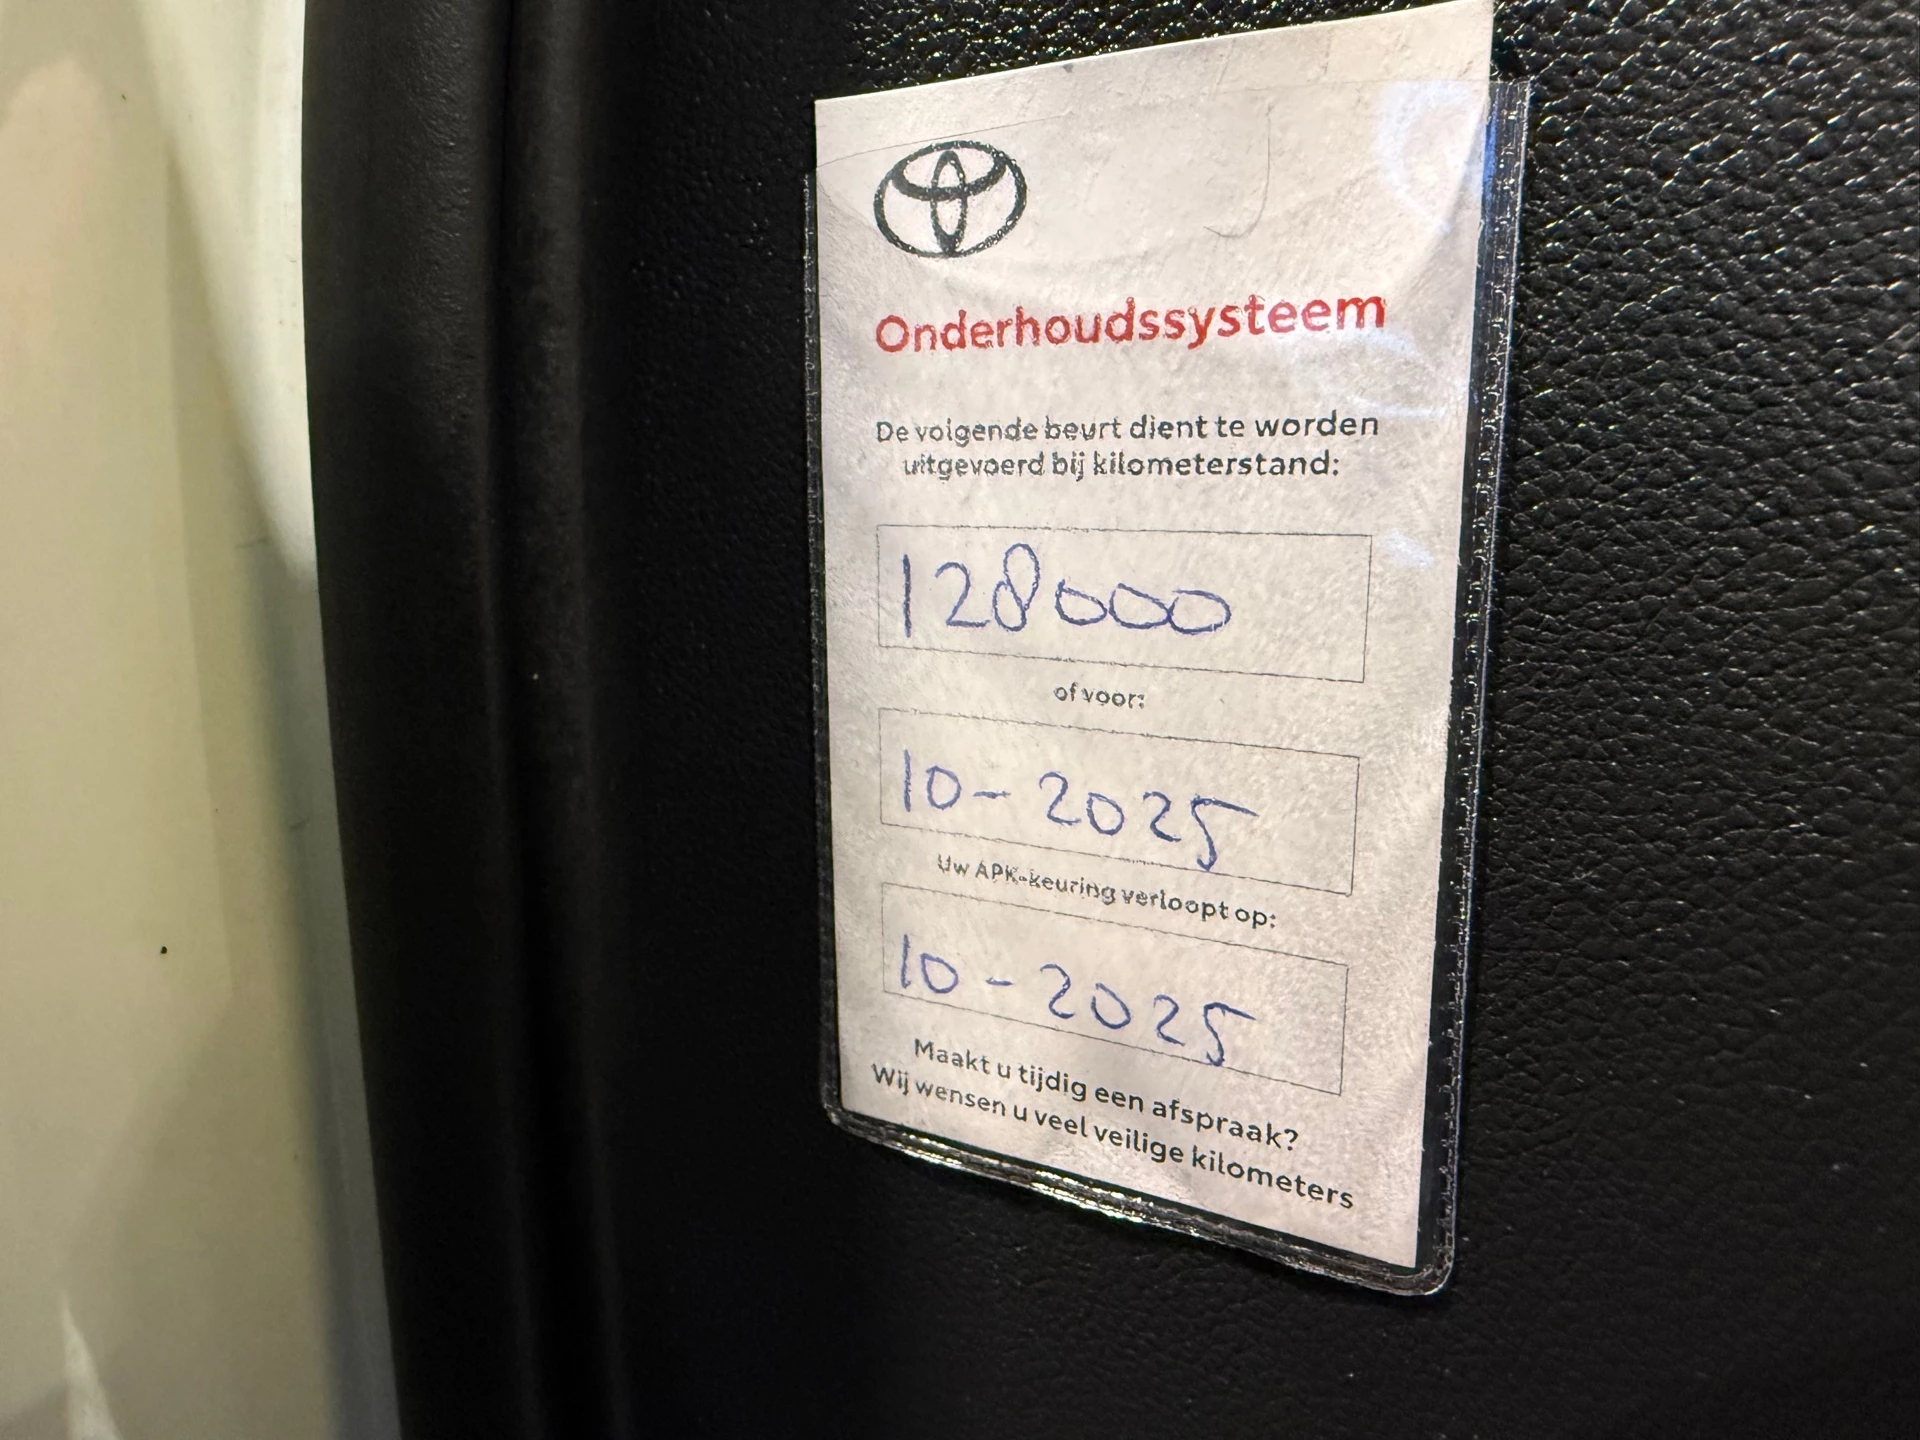 Onderhoudssysteem
De volgende beurt dient te worden
uitgevoerd bij kilometerstand:
128000
of voor:
10-2025
Uw APK-keuring verloopt op:
10-2025
Maakt u tijdig een afspraak?
Wij wensen u veel veilige kilometers